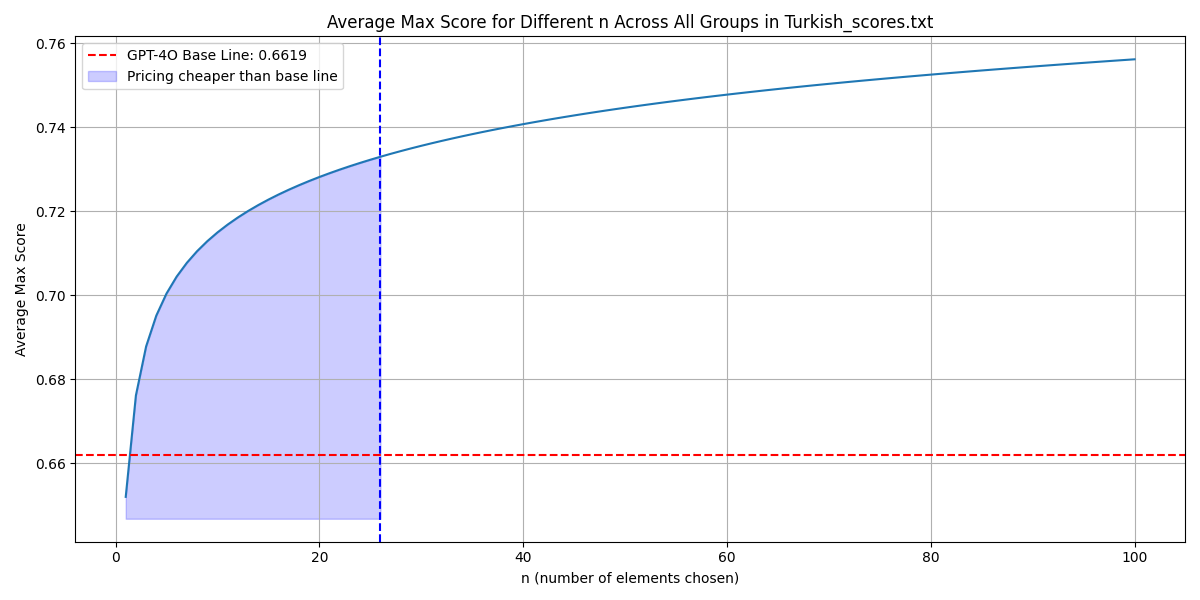 Average Max Score for Different n Across All Groups in Turkish_scores.txt
GPT-4O Base Line: 0.6619
Pricing cheaper than base line
Average Max Score
0.76
0.74
0.72
0.70
0.68
0.66
0
20
40
60
80
100
n (number of elements chosen)